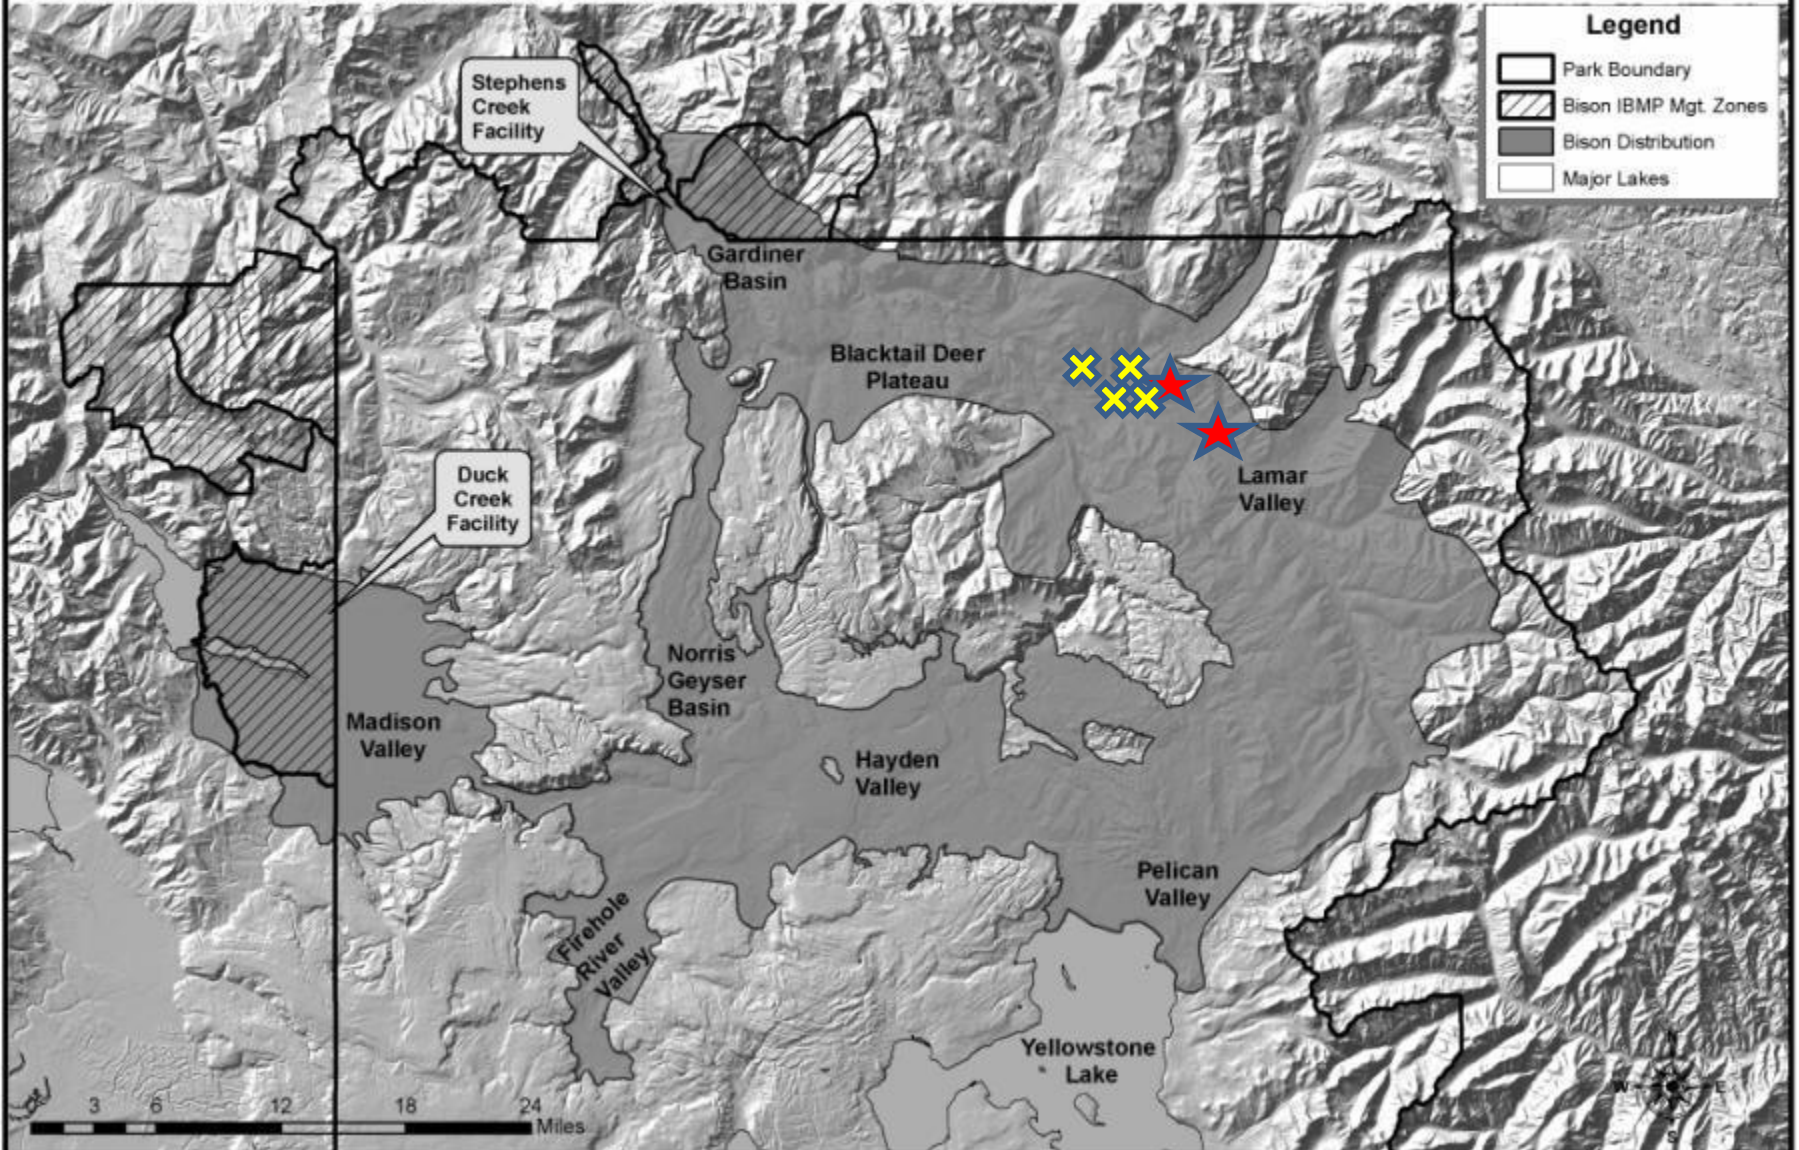 Legend
Park Boundary
Bison IBMP Mgt. Zones
Bison Distribution
Major Lakes
Stephens
Creek
Facility
Gardiner
Basin
Blacktail Deer
Plateau
Lamar
Valley
Duck
Creek
Facility
Norris
Geyser
Basin
Madison
Valley
Hayden
Valley
Pelican
Valley
Firehole
River
Valley
Yellowstone
Lake
N
W
E
S
3 6 12 18 24
Miles